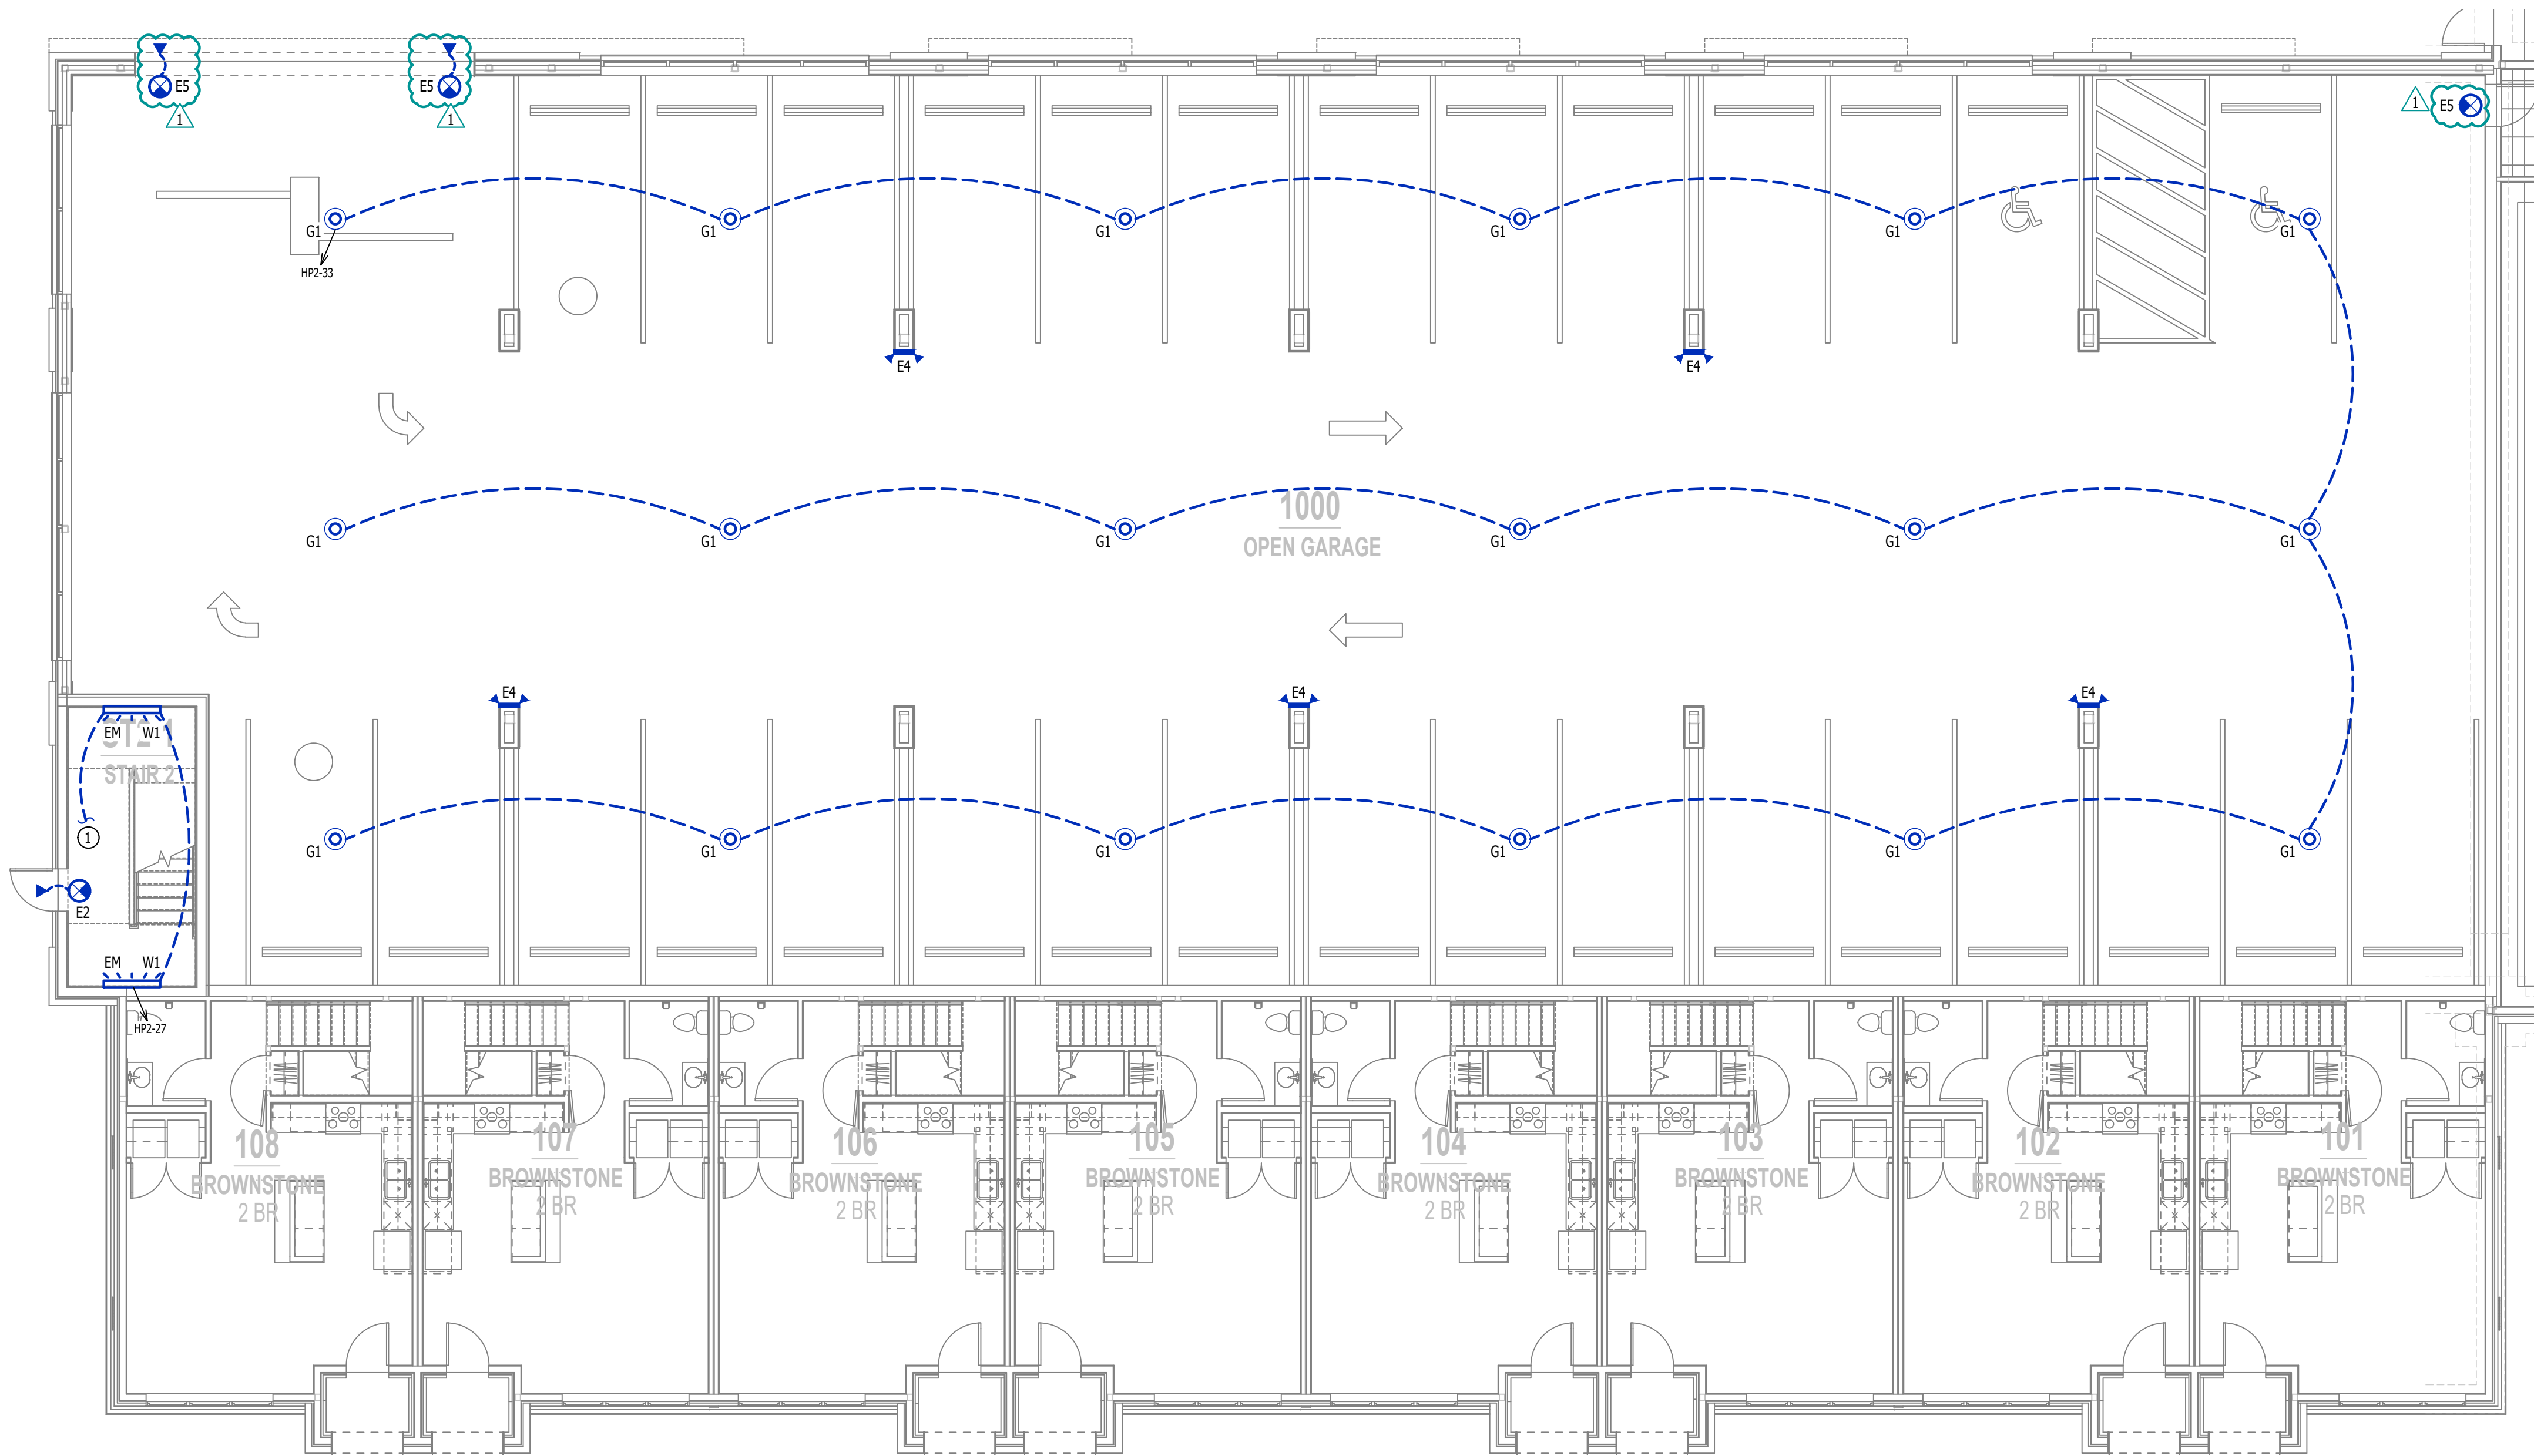 E5
E5
1
1
1
E5
G1
G1
G1
G1
G1
G1
HP2-33
E4
E4
1000
OPEN GARAGE
G1
G1
G1
G1
G1
G1
E4
E4
E4
EM W1
ST2-1
STAIR 2
1
G1
G1
G1
G1
G1
G1
E2
EM W1
HP2-27
108
BROWNSTONE
2 BR
107
BROWNSTONE
2 BR
106
BROWNSTONE
2 BR
105
BROWNSTONE
2 BR
104
BROWNSTONE
2 BR
103
BROWNSTONE
2 BR
102
BROWNSTONE
2 BR
101
BROWNSTONE
2 BR